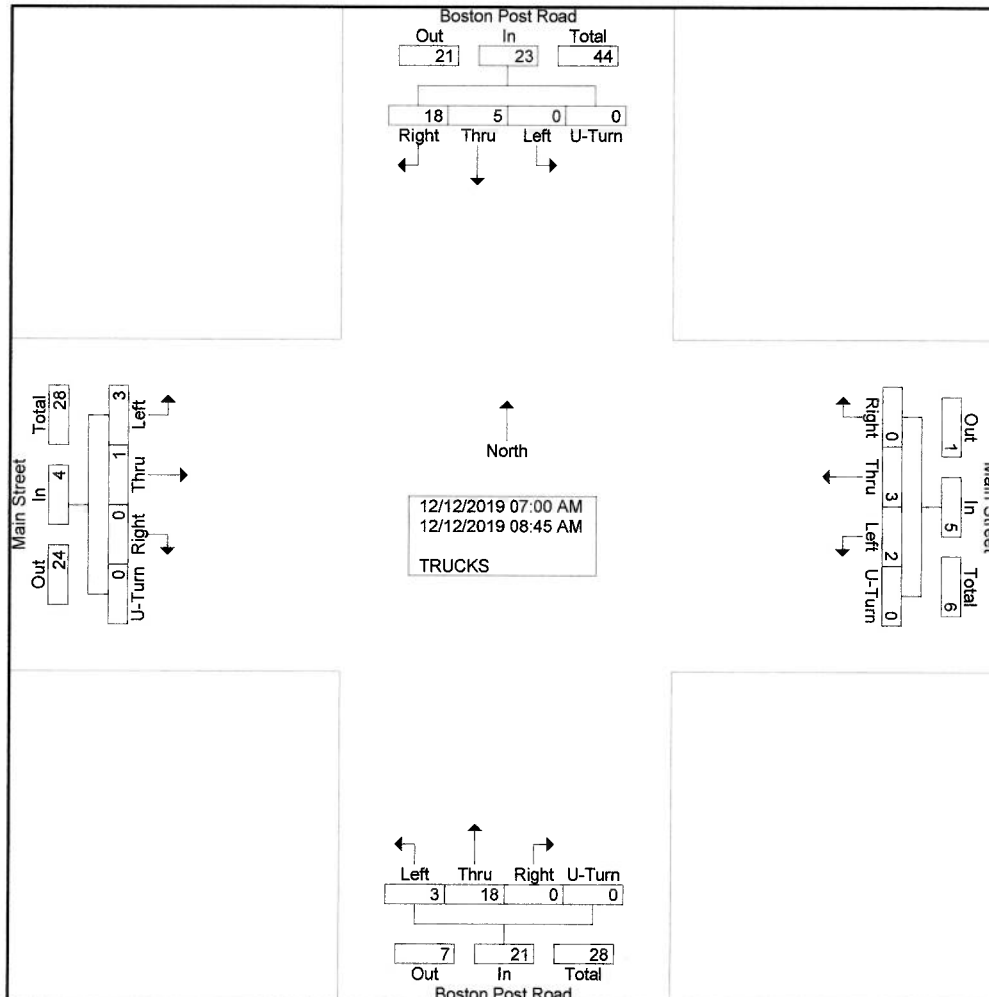 Boston Post Road
Out In Total
21 23 44
18 5 0 0
Right Thru Left U-Turn
Main Street
Total In Out
28 4 24
3 1 0 0
Left Thru Right U-Turn
North
12/12/2019 07:00 AM
12/12/2019 08:45 AM
TRUCKS
Right Thru Left U-Turn
0 3 2 0
Out In Total
1 5 6
Main Street
Left Thru Right U-Turn
3 18 0 0
7 21 28
Out In Total
Boston Post Road